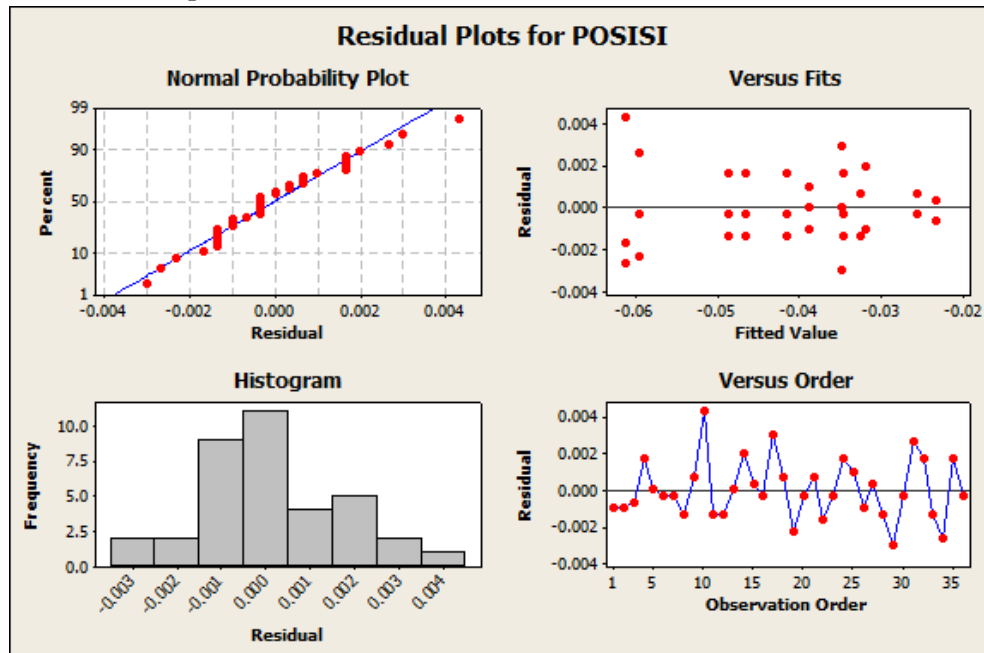 Residual Plots for POSISI
Normal Probability Plot
Percent
99
90
50
10
1
-0.004 -0.002 0.000 0.002 0.004
Residual
Versus Fits
Residual
0.004
0.002
0.000
-0.002
-0.004
-0.06 -0.05 -0.04 -0.03 -0.02
Fitted Value
Histogram
Frequency
10.0
7.5
5.0
2.5
0.0
-0.003 -0.002 -0.001 0.000 0.001 0.002 0.003 0.004
Residual
Versus Order
Residual
0.004
0.002
0.000
-0.002
-0.004
1 5 10 15 20 25 30 35
Observation Order